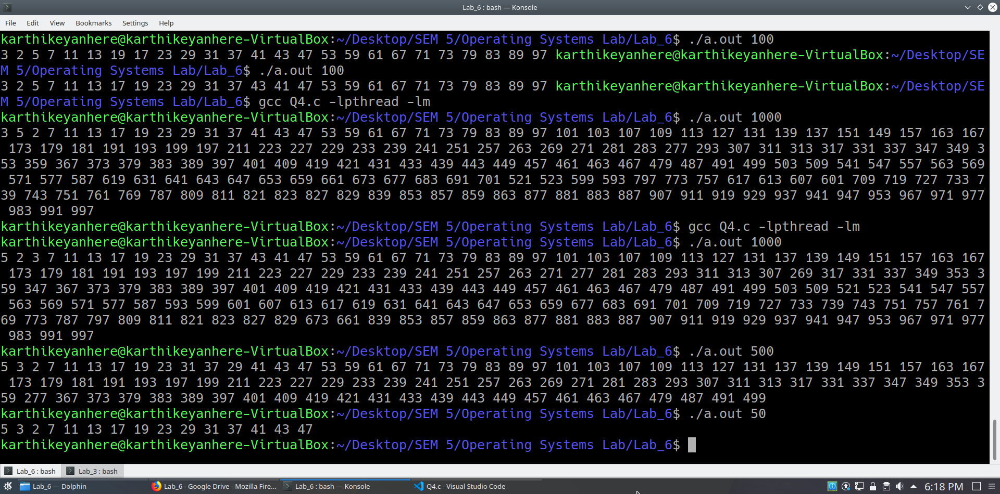 Lab_6 : bash — Konsole
File Edit View Bookmarks Settings Help
karthikeyanhere@karthikeyanhere-VirtualBox:~/Desktop/SEM 5/Operating Systems Lab/Lab_6$ ./a.out 100
3 2 5 7 11 13 19 17 23 29 31 37 41 43 47 53 59 61 67 71 73 79 83 89 97 karthikeyanhere@karthikeyanhere-VirtualBox:~/Desktop/SE
M 5/Operating Systems Lab/Lab_6$ ./a.out 100
3 2 5 7 11 13 17 19 23 29 31 37 43 41 47 53 59 61 67 71 73 79 83 89 97 karthikeyanhere@karthikeyanhere-VirtualBox:~/Desktop/SE
M 5/Operating Systems Lab/Lab_6$ gcc Q4.c -lpthread -lm
karthikeyanhere@karthikeyanhere-VirtualBox:~/Desktop/SEM 5/Operating Systems Lab/Lab_6$ ./a.out 1000
3 5 2 7 11 13 17 19 23 29 31 37 41 43 47 53 59 61 67 71 73 79 83 89 97 101 103 107 109 113 127 131 139 137 151 149 157 163 167
173 179 181 191 193 199 197 211 223 227 229 233 239 241 251 257 263 269 271 281 283 277 293 307 311 313 317 331 337 347 349 3
53 359 367 373 379 383 389 397 401 409 419 421 431 433 439 443 449 457 461 463 467 479 487 491 499 503 509 541 547 557 563 569
571 577 587 619 631 641 643 647 653 659 661 673 677 683 691 701 521 523 599 593 797 773 757 617 613 607 601 709 719 727 733 7
39 743 751 761 769 787 809 811 821 823 827 829 839 853 857 859 863 877 881 883 887 907 911 919 929 937 941 947 953 967 971 977
983 991 997
karthikeyanhere@karthikeyanhere-VirtualBox:~/Desktop/SEM 5/Operating Systems Lab/Lab_6$ gcc Q4.c -lpthread -lm
karthikeyanhere@karthikeyanhere-VirtualBox:~/Desktop/SEM 5/Operating Systems Lab/Lab_6$ ./a.out 1000
5 2 3 7 11 13 17 19 23 29 31 37 43 41 47 53 59 61 67 71 73 79 83 89 97 101 103 107 109 113 127 131 137 139 149 151 157 163 167
173 179 181 191 193 197 199 211 223 227 229 233 239 241 251 257 263 271 277 281 283 293 311 313 307 269 317 331 337 349 353 3
59 347 367 373 379 383 389 397 401 409 419 421 431 433 439 443 449 457 461 463 467 479 487 491 499 503 509 521 523 541 547 557
563 569 571 577 587 593 599 601 607 613 617 619 631 641 643 647 653 659 677 683 691 701 709 719 727 733 739 743 751 757 761 7
69 773 787 797 809 811 821 823 827 829 673 661 839 853 857 859 863 877 881 883 887 907 911 919 929 937 941 947 953 967 971 977
983 991 997
karthikeyanhere@karthikeyanhere-VirtualBox:~/Desktop/SEM 5/Operating Systems Lab/Lab_6$ ./a.out 500
5 3 2 7 11 13 17 19 23 31 37 29 41 43 47 53 59 61 67 71 73 79 83 89 97 101 103 107 109 113 127 131 137 139 149 151 157 163 167
173 179 181 191 193 197 199 211 223 227 229 233 239 241 251 257 263 269 271 281 283 293 307 311 313 317 331 337 347 349 353 3
59 277 367 373 379 383 389 397 401 409 419 421 431 433 439 443 449 457 461 463 467 479 487 491 499
karthikeyanhere@karthikeyanhere-VirtualBox:~/Desktop/SEM 5/Operating Systems Lab/Lab_6$ ./a.out 50
5 3 2 7 11 13 17 19 23 29 31 37 41 43 47
karthikeyanhere@karthikeyanhere-VirtualBox:~/Desktop/SEM 5/Operating Systems Lab/Lab_6$
Lab_6 : bash Lab_3 : bash
Lab_6 — Dolphin Lab_6 - Google Drive - Mozilla Fire... Lab_6 : bash — Konsole Q4.c - Visual Studio Code 6:18 PM